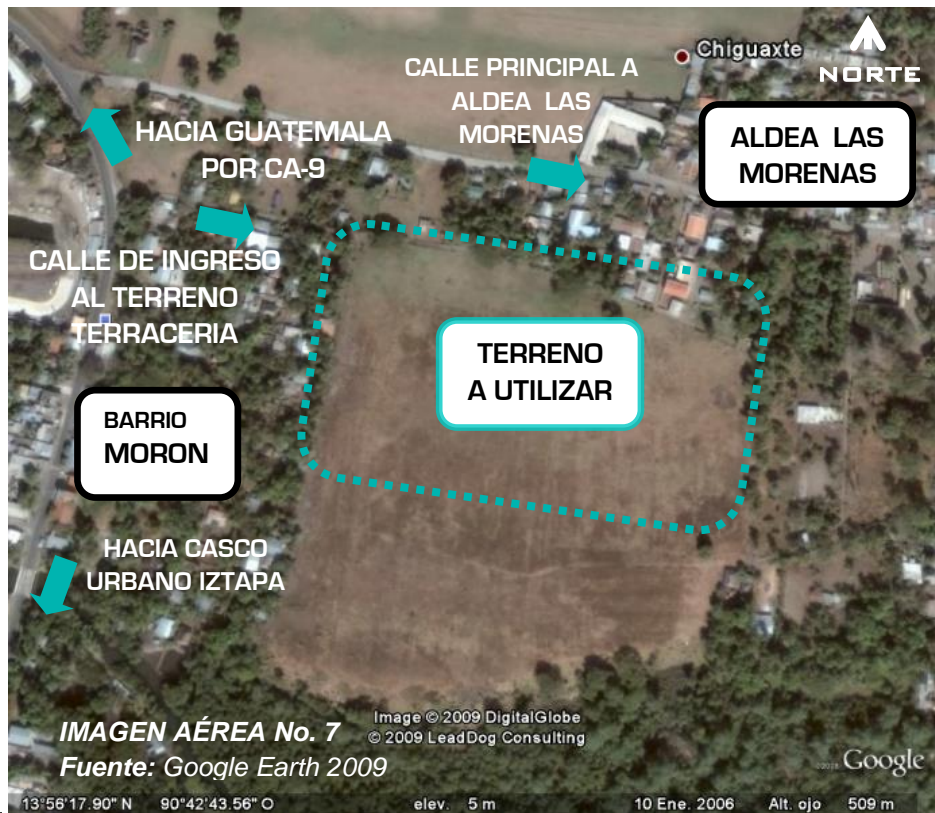 Chiguaxte
NORTE
CALLE PRINCIPAL A
ALDEA LAS
MORENAS
ALDEA LAS
MORENAS
HACIA GUATEMALA
POR CA-9
CALLE DE INGRESO
AL TERRENO
TERRACERIA
TERRENO
A UTILIZAR
BARRIO
MORON
HACIA CASCO
URBANO IZTAPA
IMAGEN AÉREA No. 7
Fuente: Google Earth 2009
Image © 2009 DigitalGlobe
© 2009 LeadDog Consulting
Google
13°56'17.90" N 90°42'43.56" O elev. 5 m 10 Ene. 2006 Alt. ojo 509 m